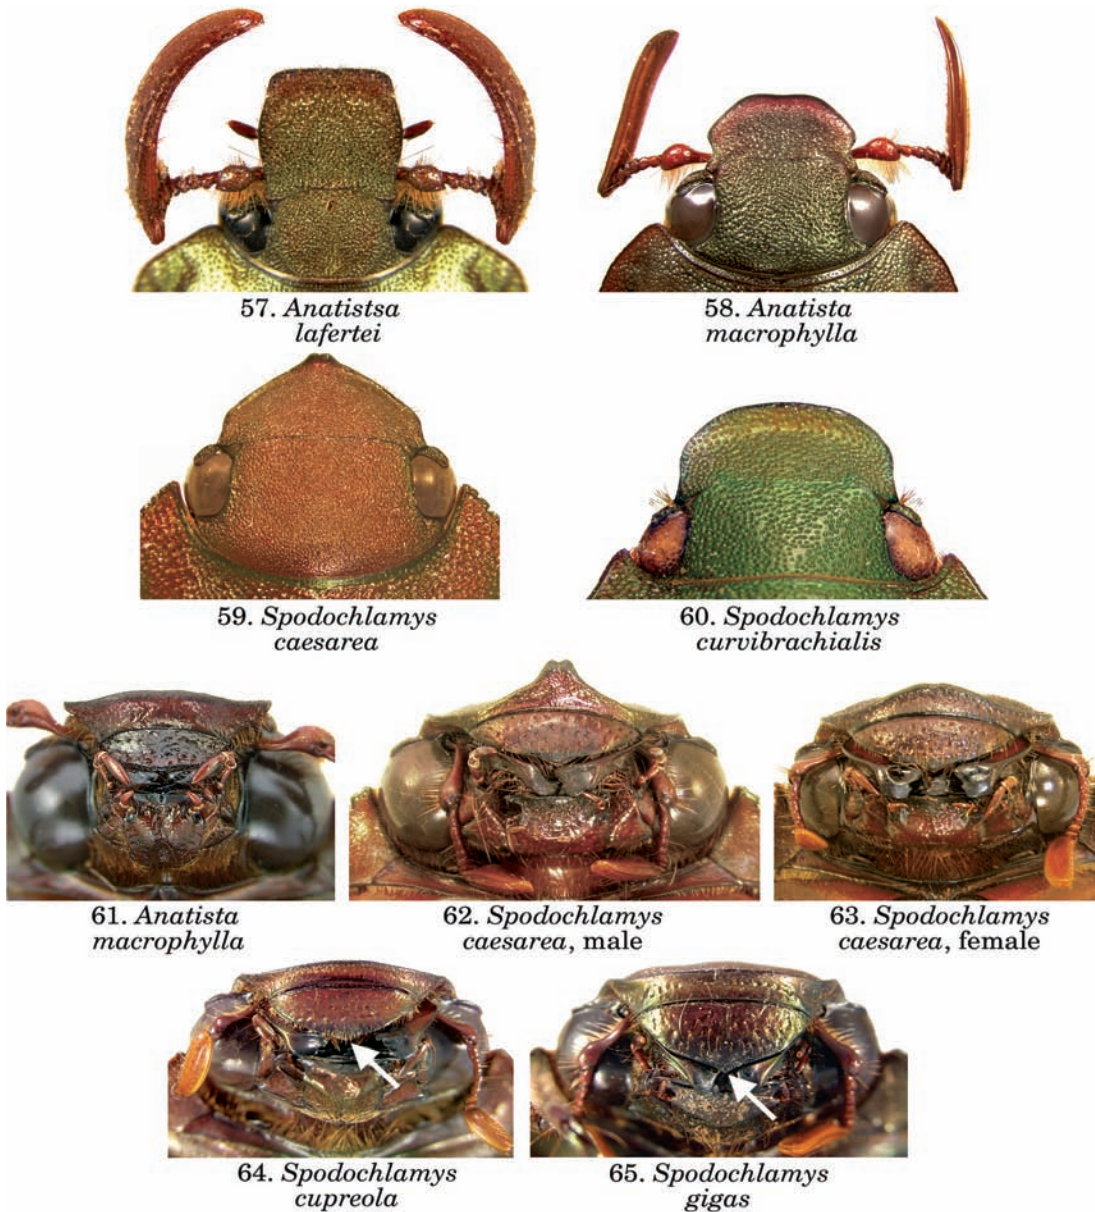 57. Anatistsa
lafertei
58. Anatista
macrophylla
59. Spodochlamys
caesarea
60. Spodochlamys
curvibrachialis
61. Anatista
macrophylla
62. Spodochlamys
caesarea, male
63. Spodochlamys
caesarea, female
64. Spodochlamys
cupreola
65. Spodochlamys
gigas